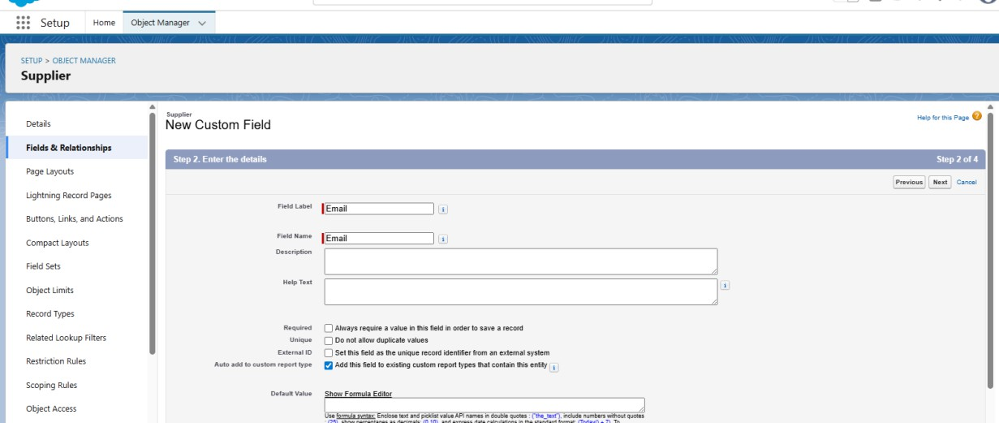 Setup Home Object Manager
SETUP > OBJECT MANAGER
Supplier
Details
Fields & Relationships
Page Layouts
Lightning Record Pages
Buttons, Links, and Actions
Compact Layouts
Field Sets
Object Limits
Record Types
Related Lookup Filters
Restriction Rules
Scoping Rules
Object Access
Supplier
New Custom Field
Help for this Page
Step 2. Enter the details Step 2 of 4
Previous Next Cancel
Field Label Email
Field Name Email
Description
Help Text
Required Always require a value in this field in order to save a record
Unique Do not allow duplicate values
External ID Set this field as the unique record identifier from an external system
Auto add to custom report type Add this field to existing custom report types that contain this entity
Default Value Show Formula Editor
Use formula syntax: Enclose text and picklist value API names in double quotes : ("the_text"), include numbers without quotes
: (25), show percentages as decimals: (0.10), and express date calculations in the standard format: (Today() + 7). To